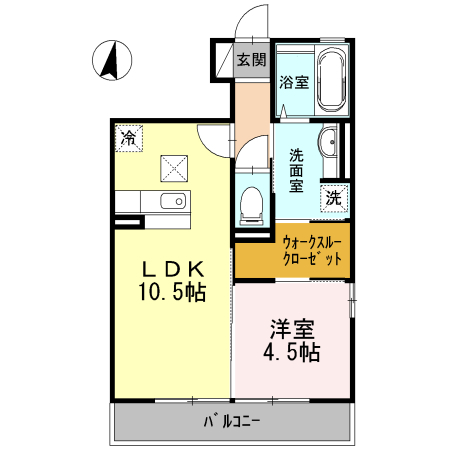 玄関
浴室
冷
洗面室
洗
ウォークスルー
クローゼット
ＬＤＫ
10.5帖
洋室
4.5帖
バルコニー